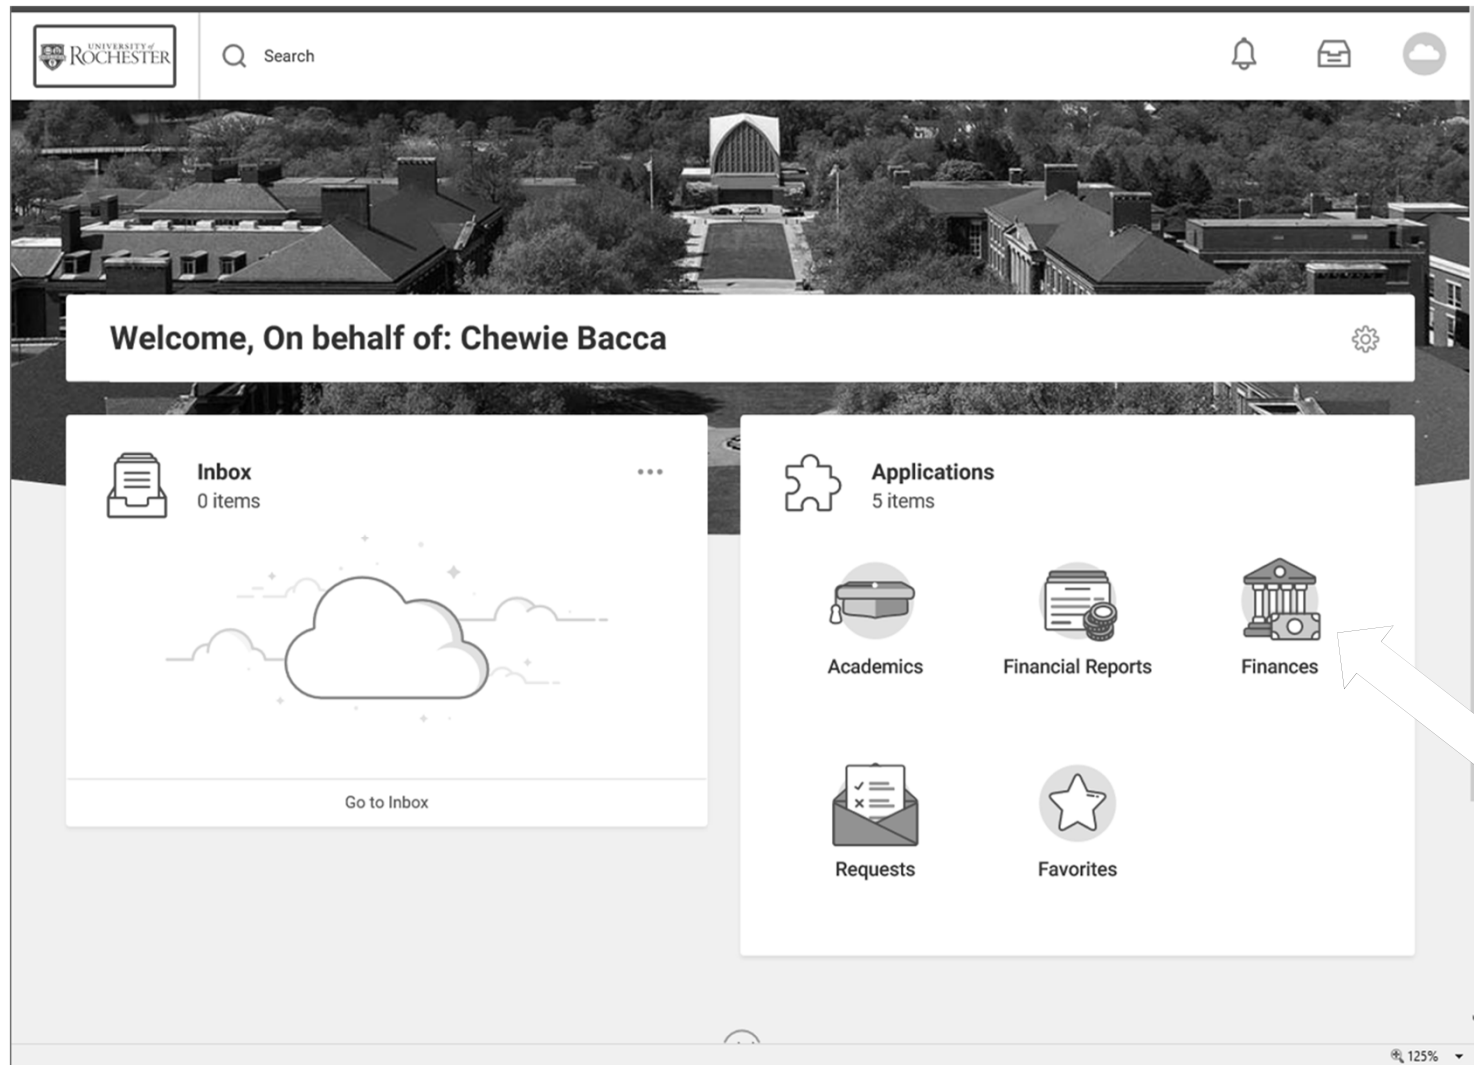 UNIVERSITY of
ROCHESTER
Search
Welcome, On behalf of: Chewie Bacca
Inbox
0 items
Go to Inbox
Applications
5 items
Academics
Financial Reports
Finances
Requests
Favorites
125%